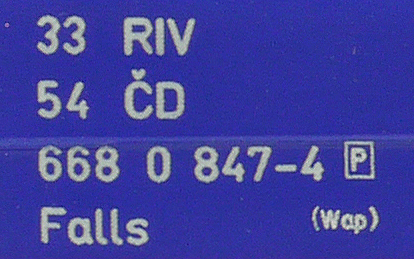 33 RIV
54 ČD
668 0 847-4 P
Falls (Wap)